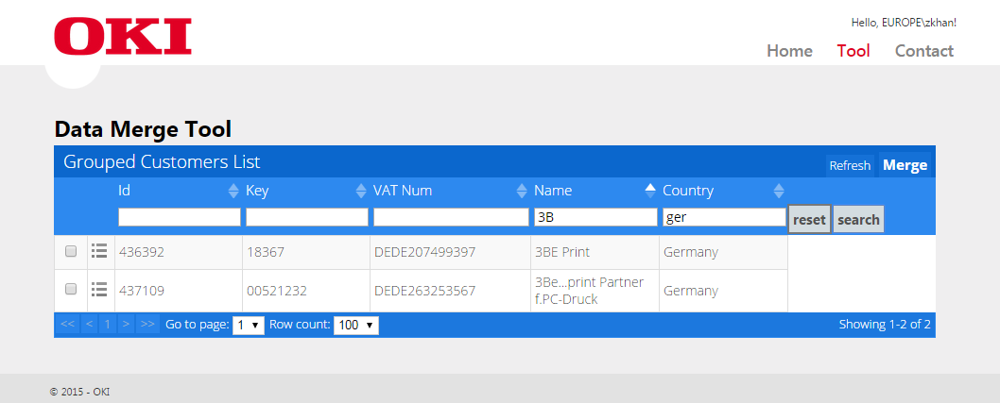 OKI
Hello, EUROPE\zkhan!
Home Tool Contact
Data Merge Tool
Grouped Customers List Refresh Merge
Id Key VAT Num Name Country
3B ger reset search
436392 18367 DEDE207499397 3BE Print Germany
437109 00521232 DEDE263253567 3Be...print Partner f.PC-Druck Germany
<< < 1 > >> Go to page: 1 Row count: 100 Showing 1-2 of 2
© 2015 - OKI